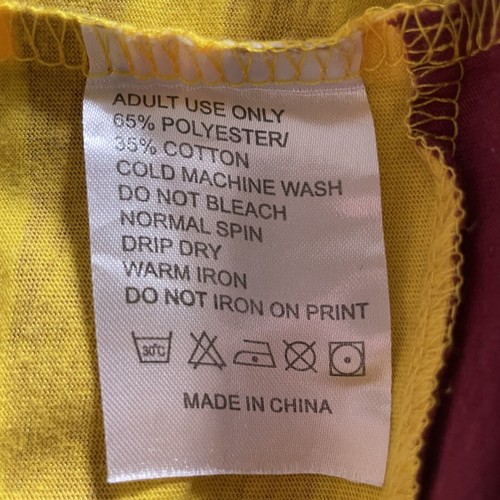 ADULT USE ONLY
65% POLYESTER/
35% COTTON
COLD MACHINE WASH
DO NOT BLEACH
NORMAL SPIN
DRIP DRY
WARM IRON
DO NOT IRON ON PRINT
30°C
MADE IN CHINA